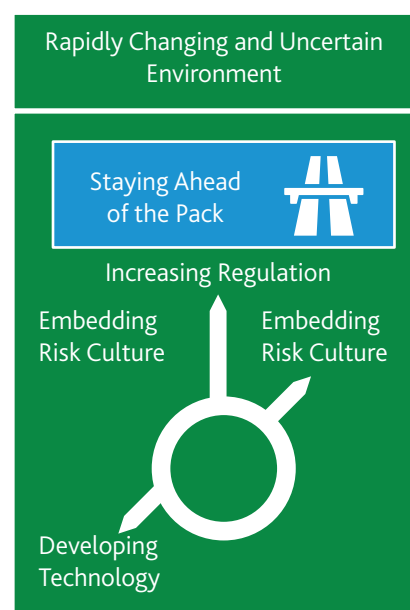 Rapidly Changing and Uncertain
Environment
Staying Ahead
of the Pack
Increasing Regulation
Embedding
Risk Culture
Embedding
Risk Culture
Developing
Technology